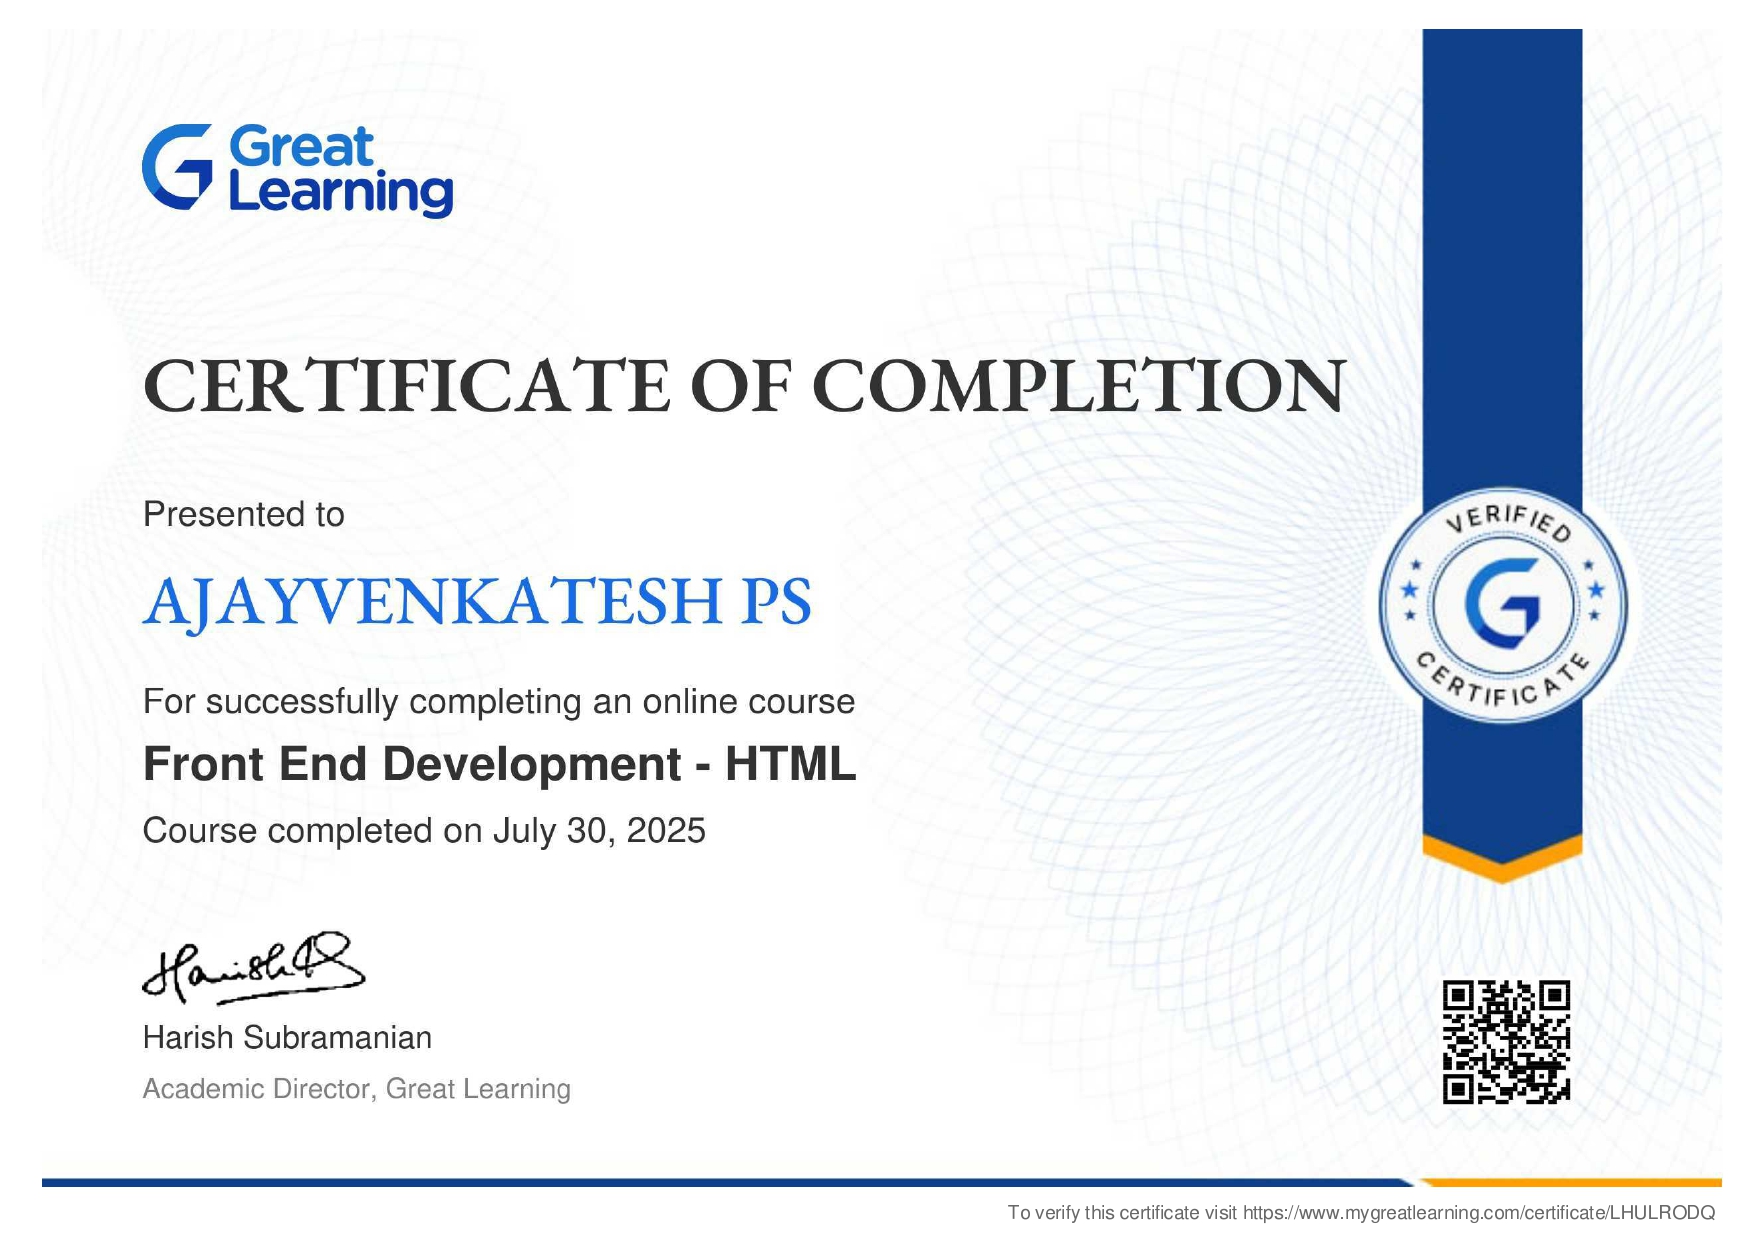 Great
Learning
CERTIFICATE OF COMPLETION
Presented to
AJAYVENKATESH PS
For successfully completing an online course
Front End Development - HTML
Course completed on July 30, 2025
VERIFIED
G
CERTIFICATE
Harish
Harish Subramanian
Academic Director, Great Learning
To verify this certificate visit https://www.mygreatlearning.com/certificate/LHULRODQ